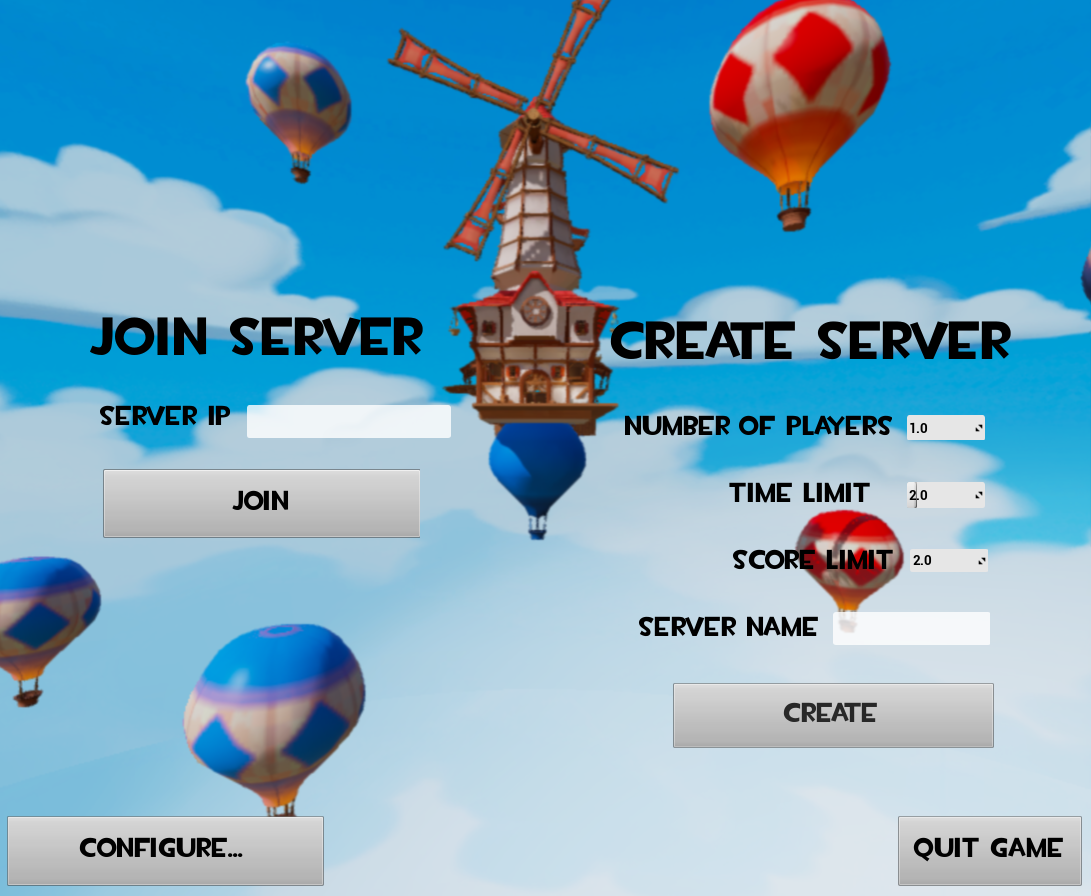 JOIN SERVER
SERVER IP
JOIN
CREATE SERVER
NUMBER OF PLAYERS 1.0
TIME LIMIT 2.0
SCORE LIMIT 2.0
SERVER NAME
CREATE
CONFIGURE...
QUIT GAME